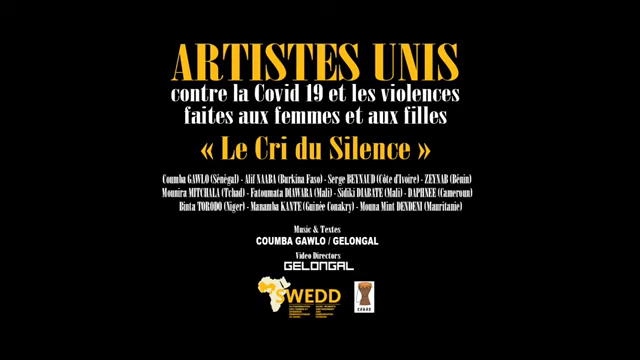 ARTISTES UNIS
contre la Covid 19 et les violences
faites aux femmes et aux filles
« Le Cri du Silence »
Coumba GAWLO (Sénégal) - Alif NAABA (Burkina Faso) - Serge BEYNAUD (Côte d'Ivoire) - ZEYNAB (Bénin)
Mounira MITCHALA (Tchad) - Fatoumata DIAWARA (Mali) - Sidiki DIABATE (Mali) - DAPHNEE (Cameroun)
Binta TORODO (Niger) - Manamba KANTE (Guinée Conakry) - Mouna Mint DENDENI (Mauritanie)
Music & Textes
COUMBA GAWLO / GELONGAL
Video Directors
GELONGAL
SWEDD